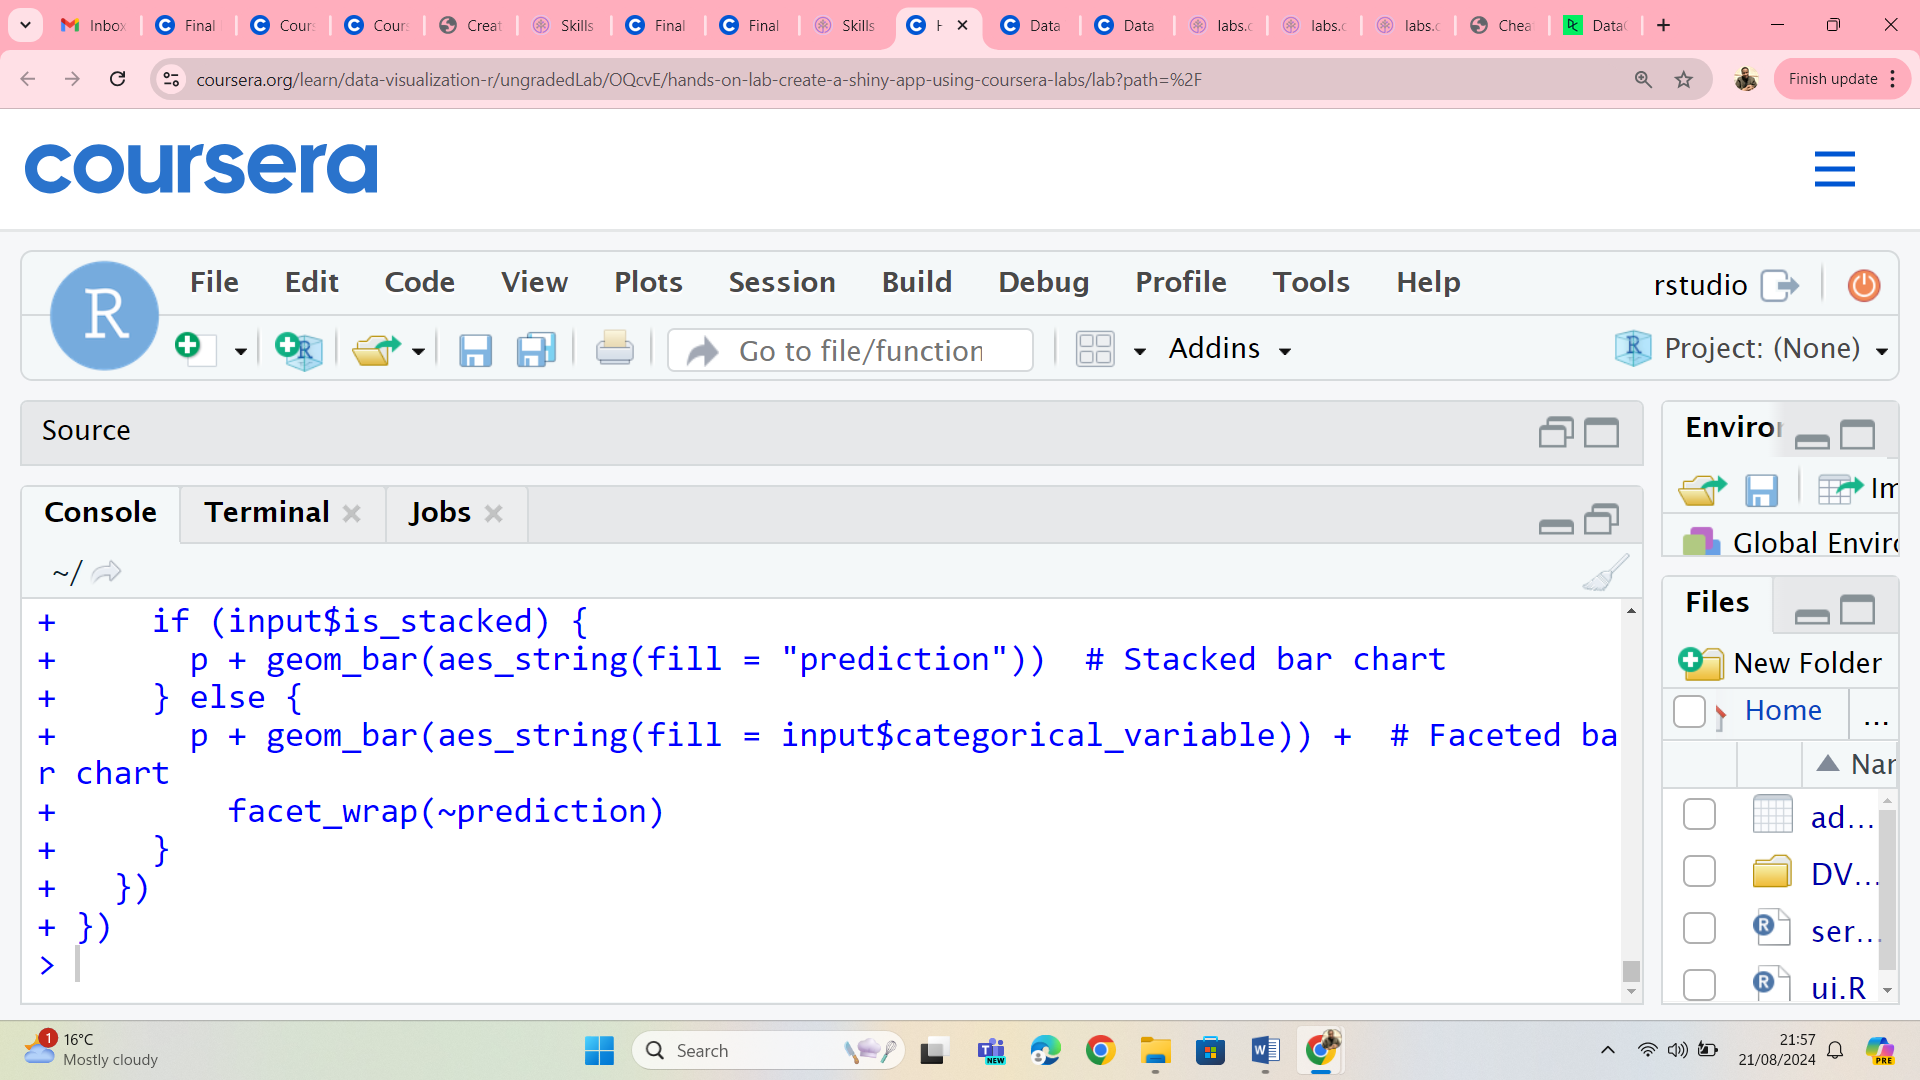 Inbox
Final
Cours
Cours
Creat
Skills
Final
Final
Skills
H
Data
Data
labs.c
labs.c
labs.c
Chea
Data
coursera.org/learn/data-visualization-r/ungradedLab/OQcvE/hands-on-lab-create-a-shiny-app-using-coursera-labs/lab?path=%2F
Finish update
coursera
R
File Edit Code View Plots Session Build Debug Profile Tools Help
rstudio
Go to file/function
Addins
R Project: (None)
Source
Environ
Im
Global Enviro
Console Terminal Jobs
~/
+     if (input$is_stacked) {
+       p + geom_bar(aes_string(fill = "prediction"))  # Stacked bar chart
+     } else {
+       p + geom_bar(aes_string(fill = input$categorical_variable)) +  # Faceted ba
r chart
+         facet_wrap(~prediction)
+     }
+   })
+ })
>
Files
New Folder
Home ...
Nar
ad...
DV...
R ser...
R ui.R
1
16°C
Mostly cloudy
Search
NEW
21:57
21/08/2024
PRE